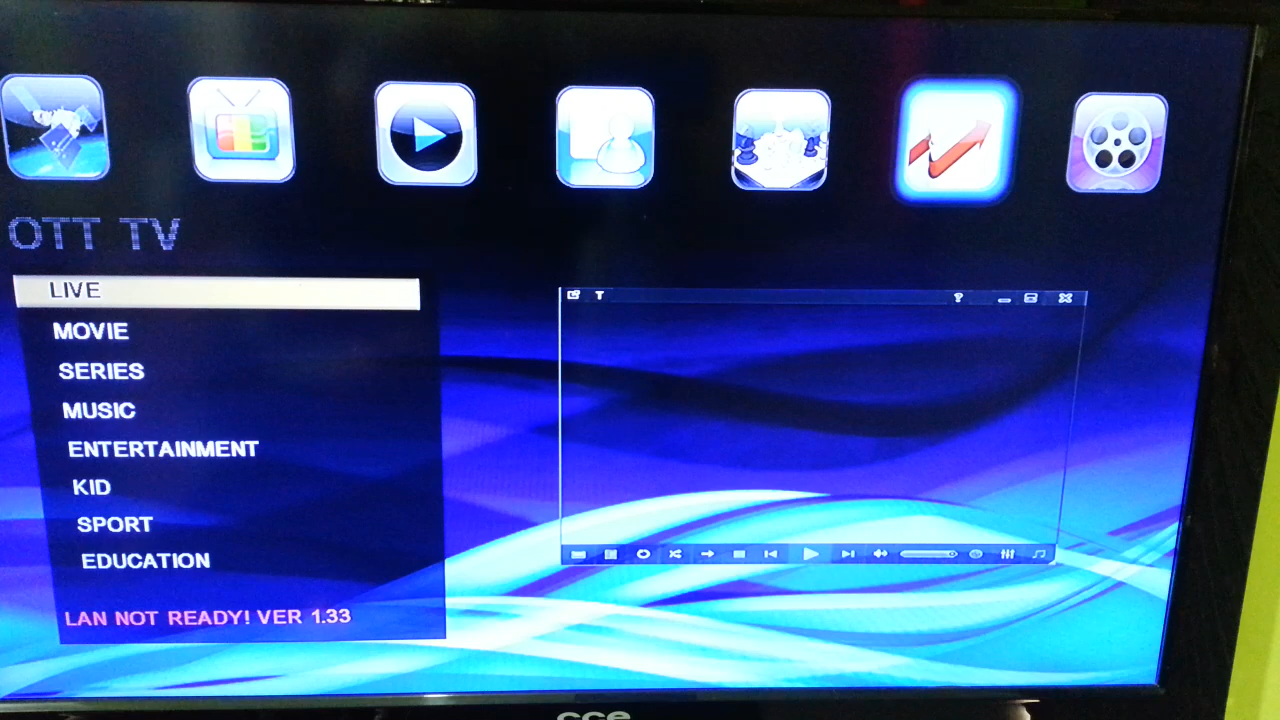 OTT TV
LIVE
MOVIE
SERIES
MUSIC
ENTERTAINMENT
KID
SPORT
EDUCATION
LAN NOT READY! VER 1.33
T
?
cce